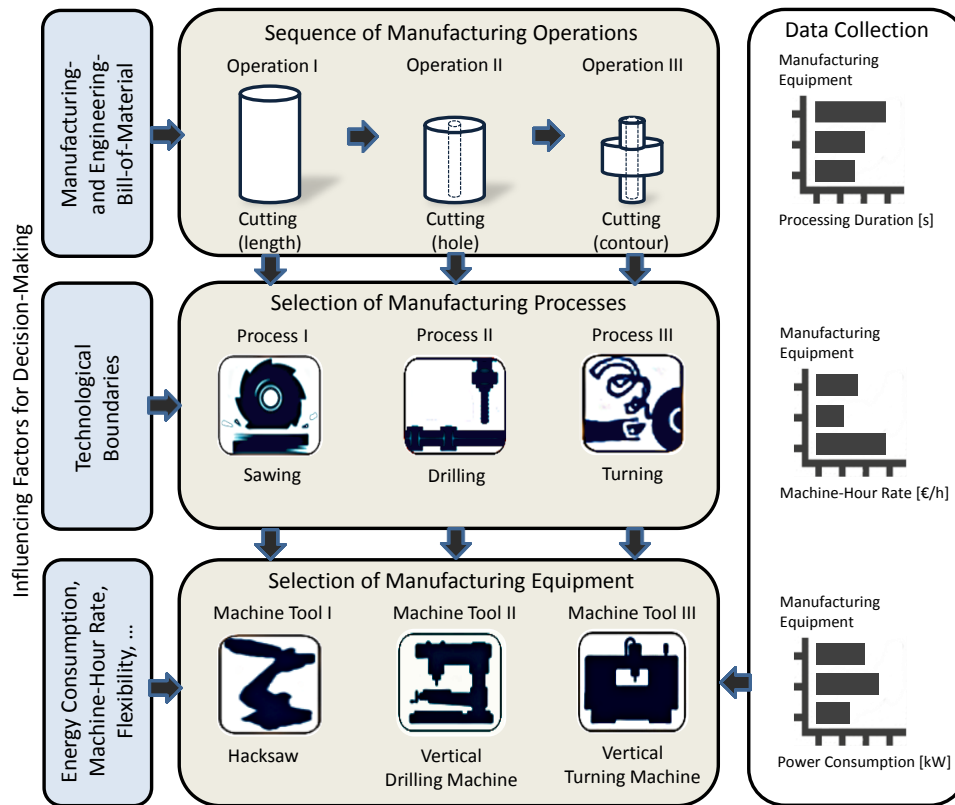 Influencing Factors for Decision-Making
Manufacturing-
and Engineering-
Bill-of-Material
Sequence of Manufacturing Operations
Operation I
Operation II
Operation III
Cutting
(length)
Cutting
(hole)
Cutting
(contour)
Technological
Boundaries
Selection of Manufacturing Processes
Process I
Process II
Process III
Sawing
Drilling
Turning
Energy Consumption,
Machine-Hour Rate,
Flexibility, ...
Selection of Manufacturing Equipment
Machine Tool I
Machine Tool II
Machine Tool III
Hacksaw
Vertical
Drilling Machine
Vertical
Turning Machine
Data Collection
Manufacturing
Equipment
Processing Duration [s]
Manufacturing
Equipment
Machine-Hour Rate [€/h]
Manufacturing
Equipment
Power Consumption [kW]